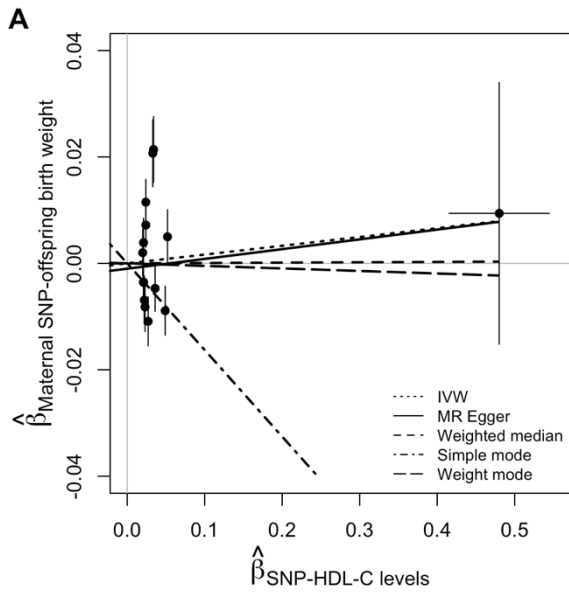 A
β̂Maternal SNP-offspring birth weight
0.04
0.02
0.00
-0.02
-0.04
IVW
MR Egger
Weighted median
Simple mode
Weight mode
0.0 0.1 0.2 0.3 0.4 0.5
β̂SNP-HDL-C levels